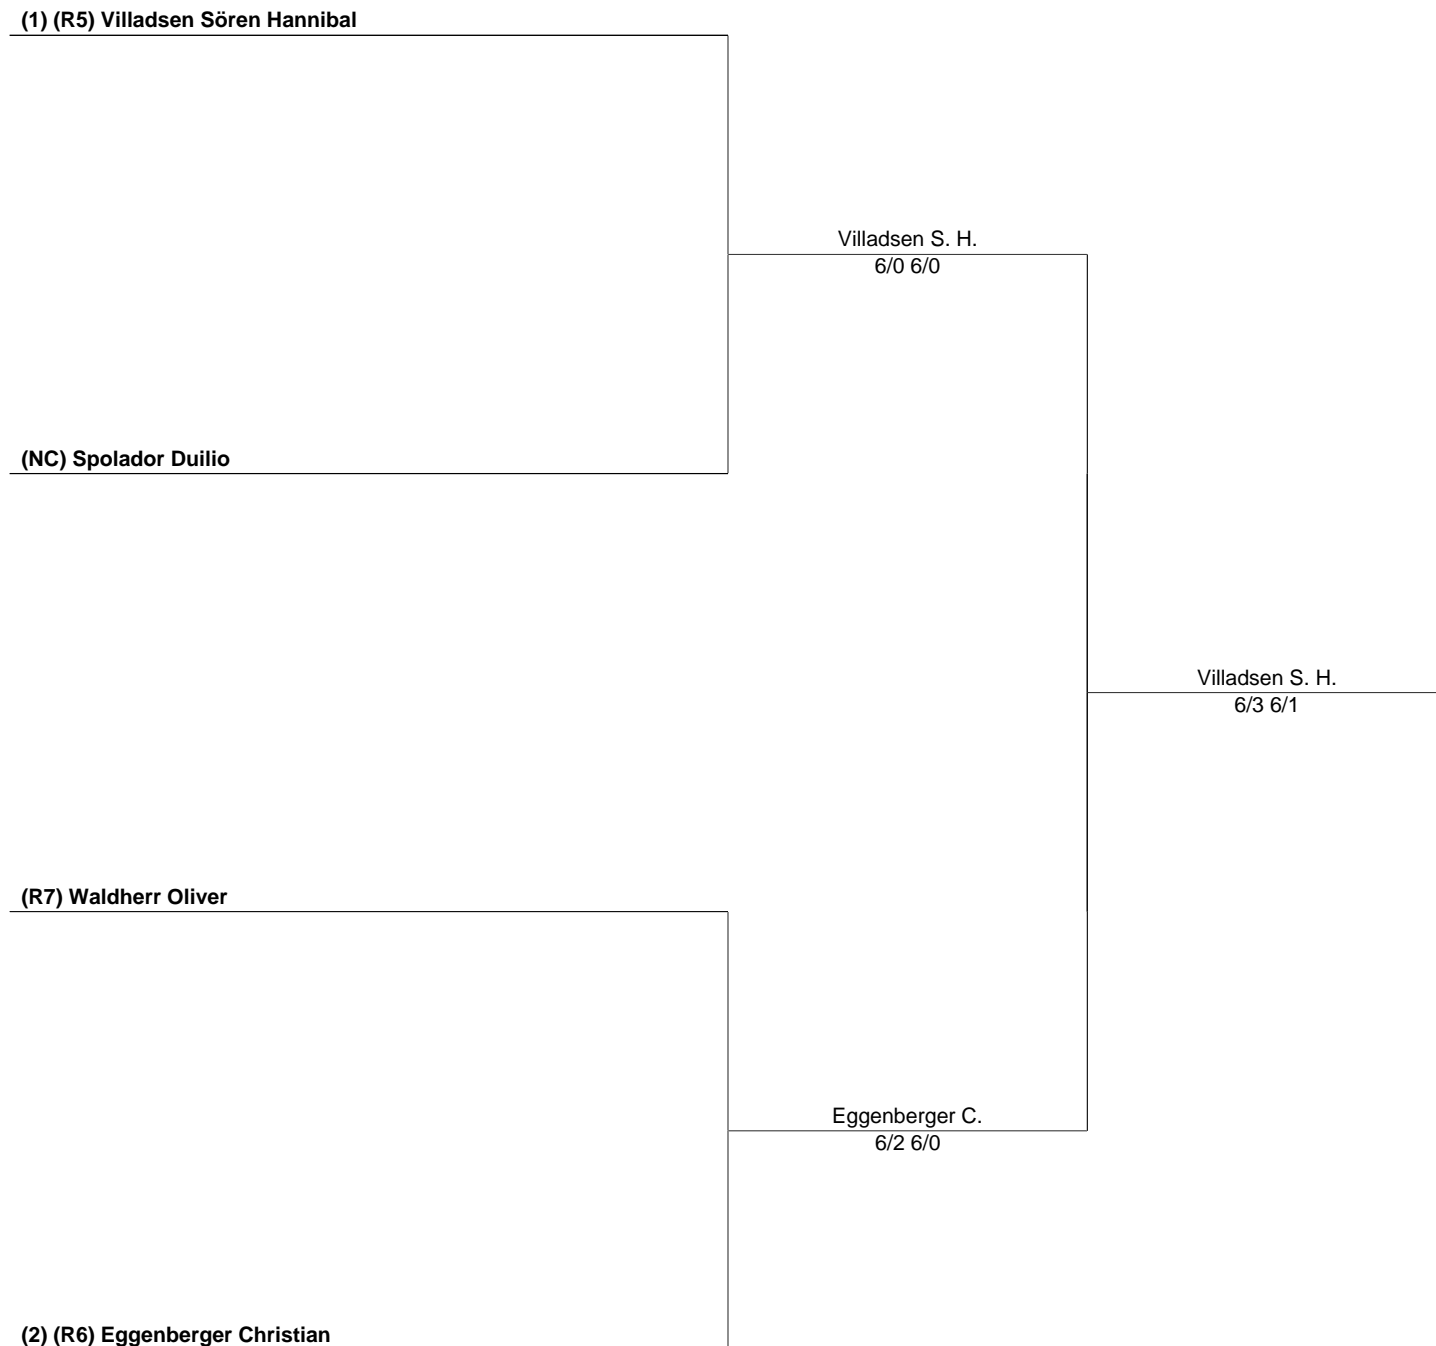 (1) (R5) Villadsen Sören Hannibal
Villadsen S. H.
6/0 6/0
(NC) Spolador Duilio
Villadsen S. H.
6/3 6/1
(R7) Waldherr Oliver
Eggenberger C.
6/2 6/0
(2) (R6) Eggenberger Christian